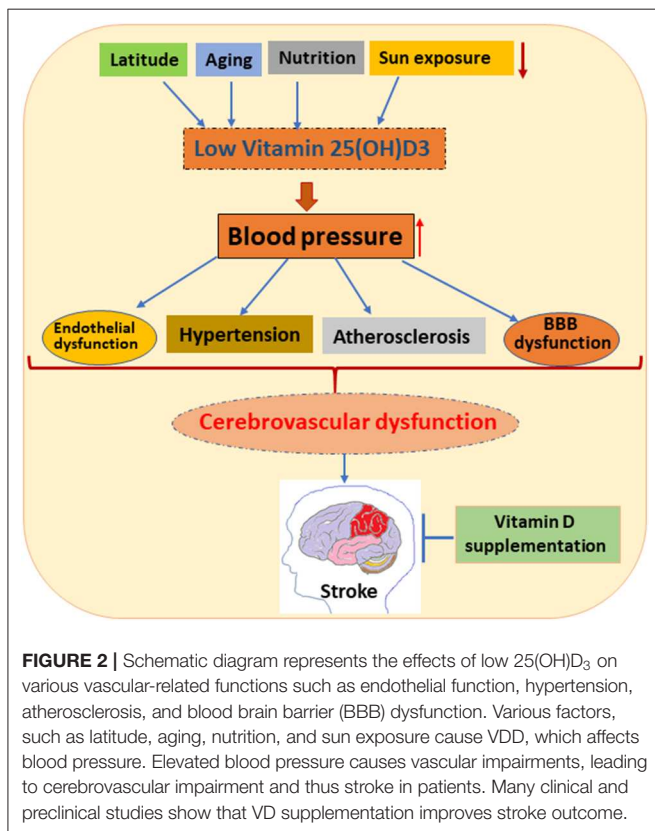 Latitude Aging Nutrition Sun exposure
Low Vitamin 25(OH)D3
Blood pressure
Endothelial
dysfunction
Hypertension
Atherosclerosis
BBB
dysfunction
Cerebrovascular dysfunction
Stroke
Vitamin D
supplementation
FIGURE 2 | Schematic diagram represents the effects of low 25(OH)D₃ on
various vascular-related functions such as endothelial function, hypertension,
atherosclerosis, and blood brain barrier (BBB) dysfunction. Various factors,
such as latitude, aging, nutrition, and sun exposure cause VDD, which affects
blood pressure. Elevated blood pressure causes vascular impairments, leading
to cerebrovascular impairment and thus stroke in patients. Many clinical and
preclinical studies show that VD supplementation improves stroke outcome.